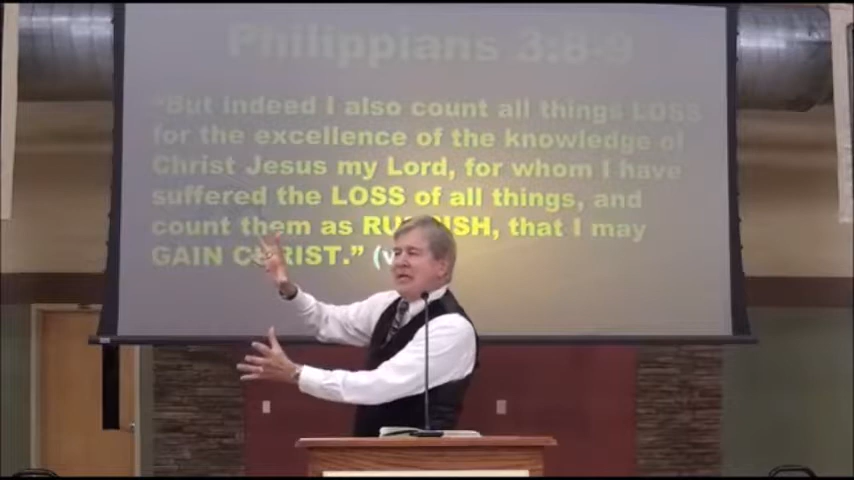 Philippians 3:8-9
"But indeed I also count all things LOSS
for the excellence of the knowledge of
Christ Jesus my Lord, for whom I have
suffered the LOSS of all things, and
count them as RUBBISH, that I may
GAIN CHRIST."